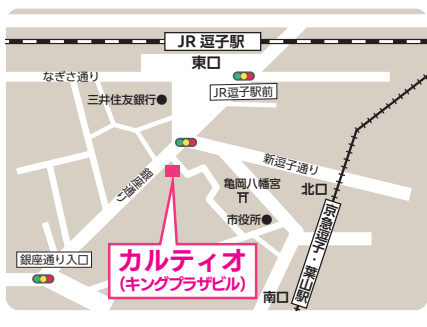 JR 逗子駅
東口
なぎさ通り
三井住友銀行
JR逗子駅前
新逗子通り
銀座通り
亀岡八幡宮
北口
市役所
京急逗子・葉山駅
銀座通り入口
カルティオ
(キングプラザビル)
南口